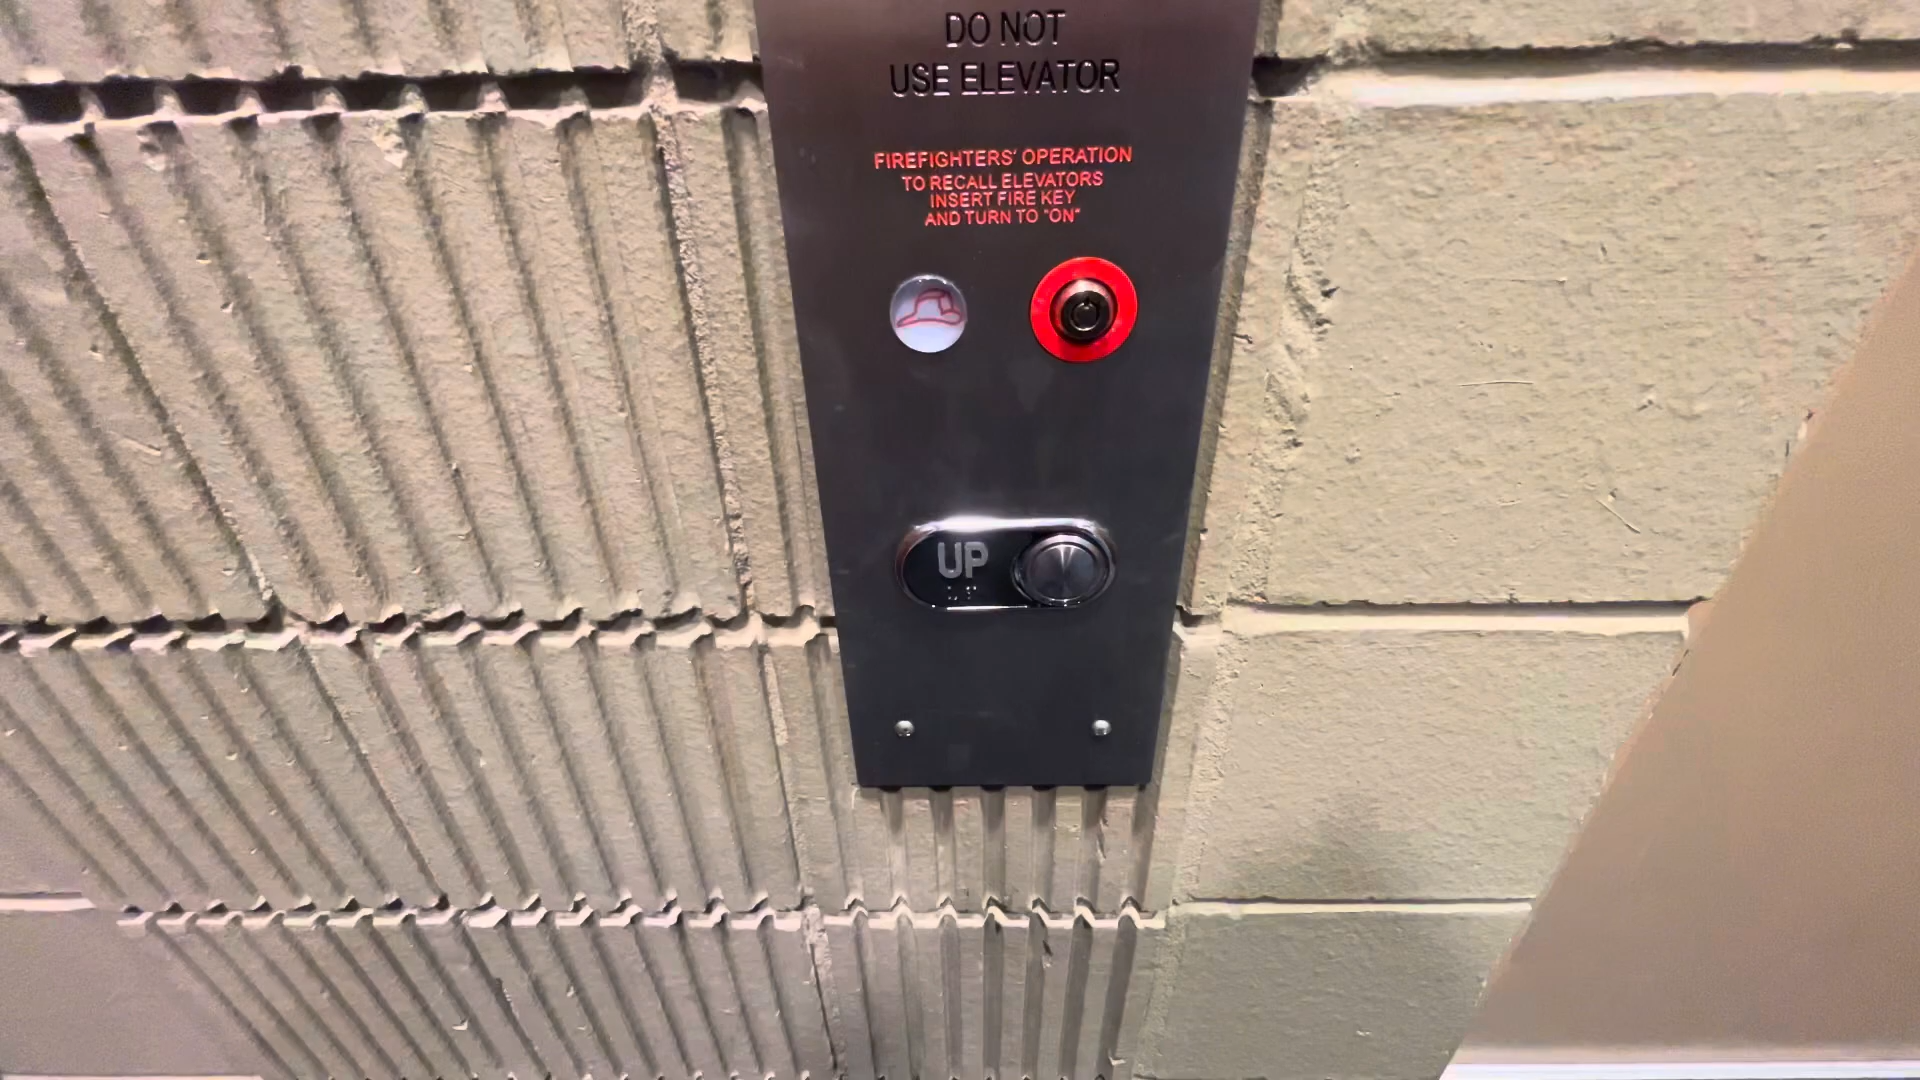 DO NOT
USE ELEVATOR
FIREFIGHTERS' OPERATION
TO RECALL ELEVATORS
INSERT FIRE KEY
AND TURN TO "ON"
UP